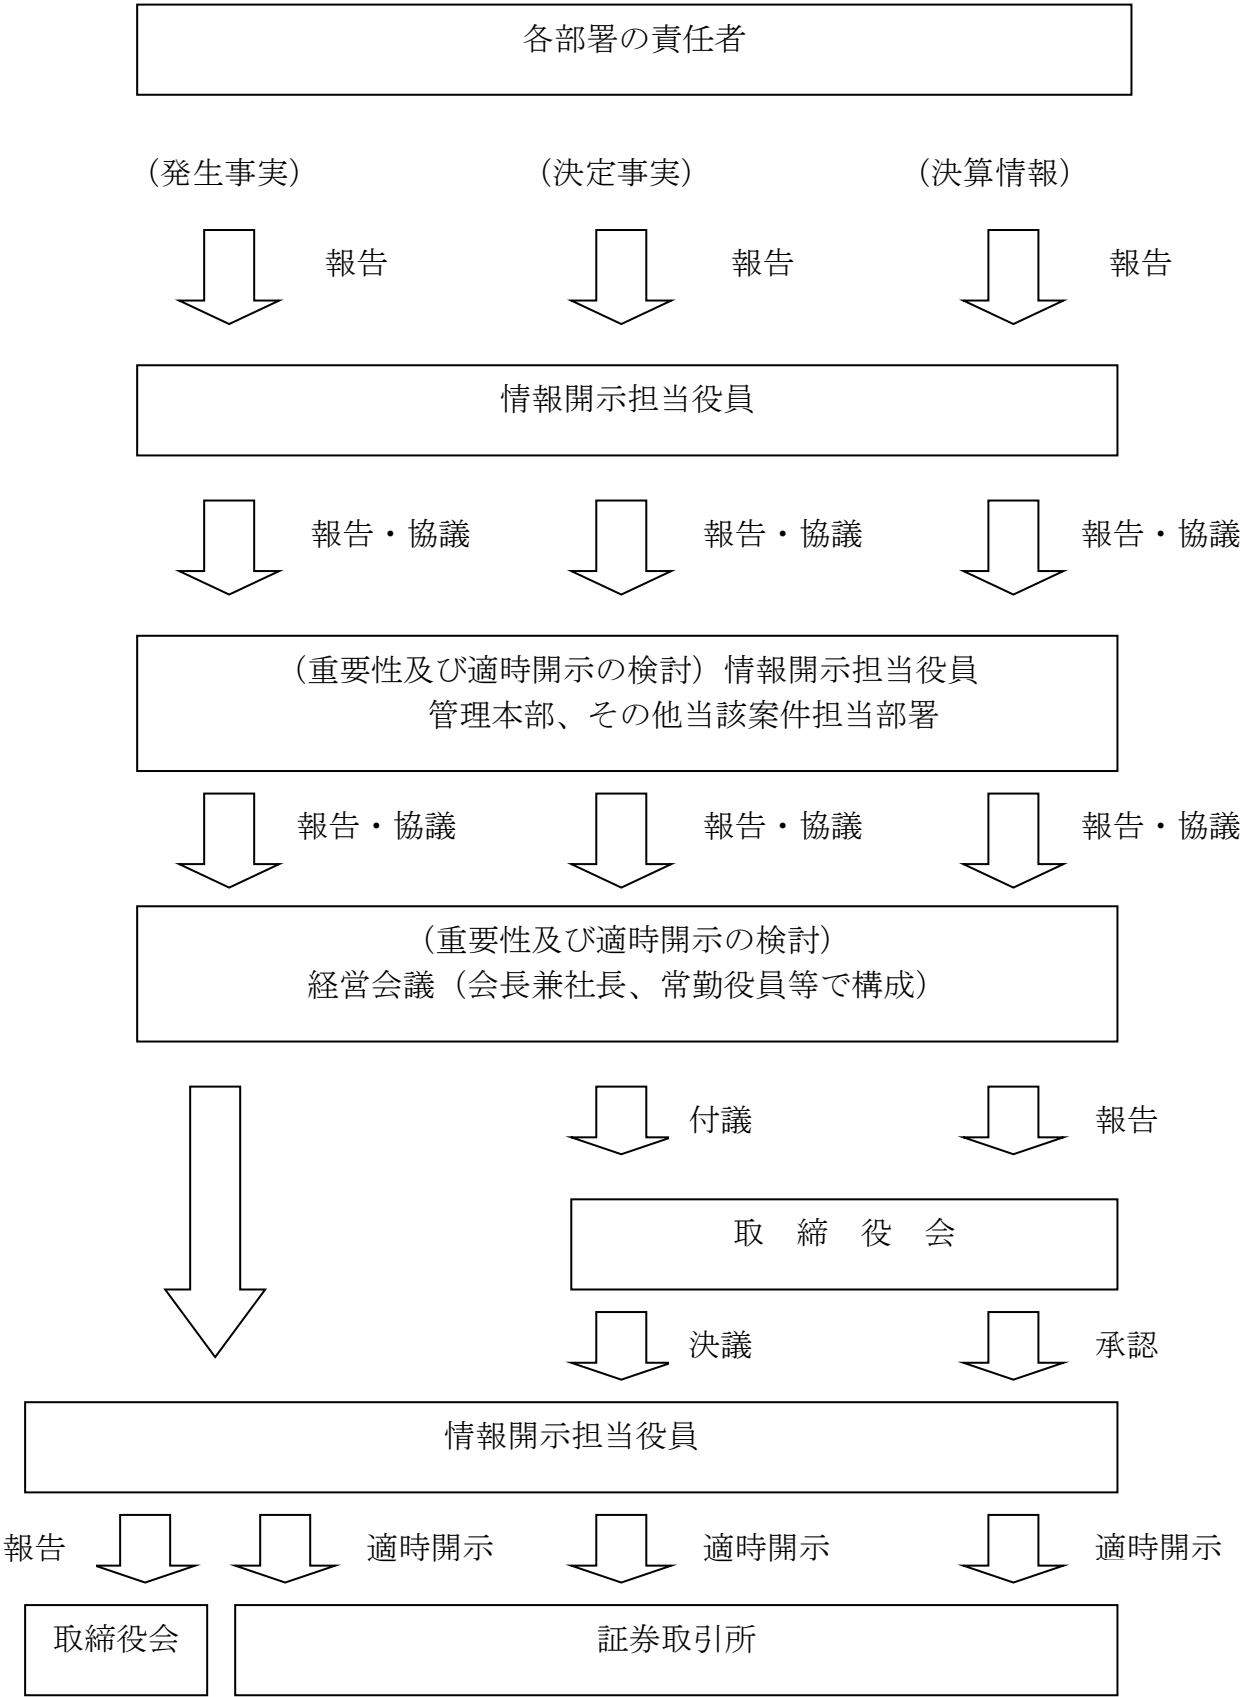 各部署の責任者
（発生事実）
（決定事実）
（決算情報）
報告
報告
報告
情報開示担当役員
報告・協議
報告・協議
報告・協議
（重要性及び適時開示の検討）情報開示担当役員
管理本部、その他当該案件担当部署
報告・協議
報告・協議
報告・協議
（重要性及び適時開示の検討）
経営会議（会長兼社長、常勤役員等で構成）
付議
報告
取　締　役　会
決議
承認
情報開示担当役員
報告
適時開示
適時開示
適時開示
取締役会
証券取引所